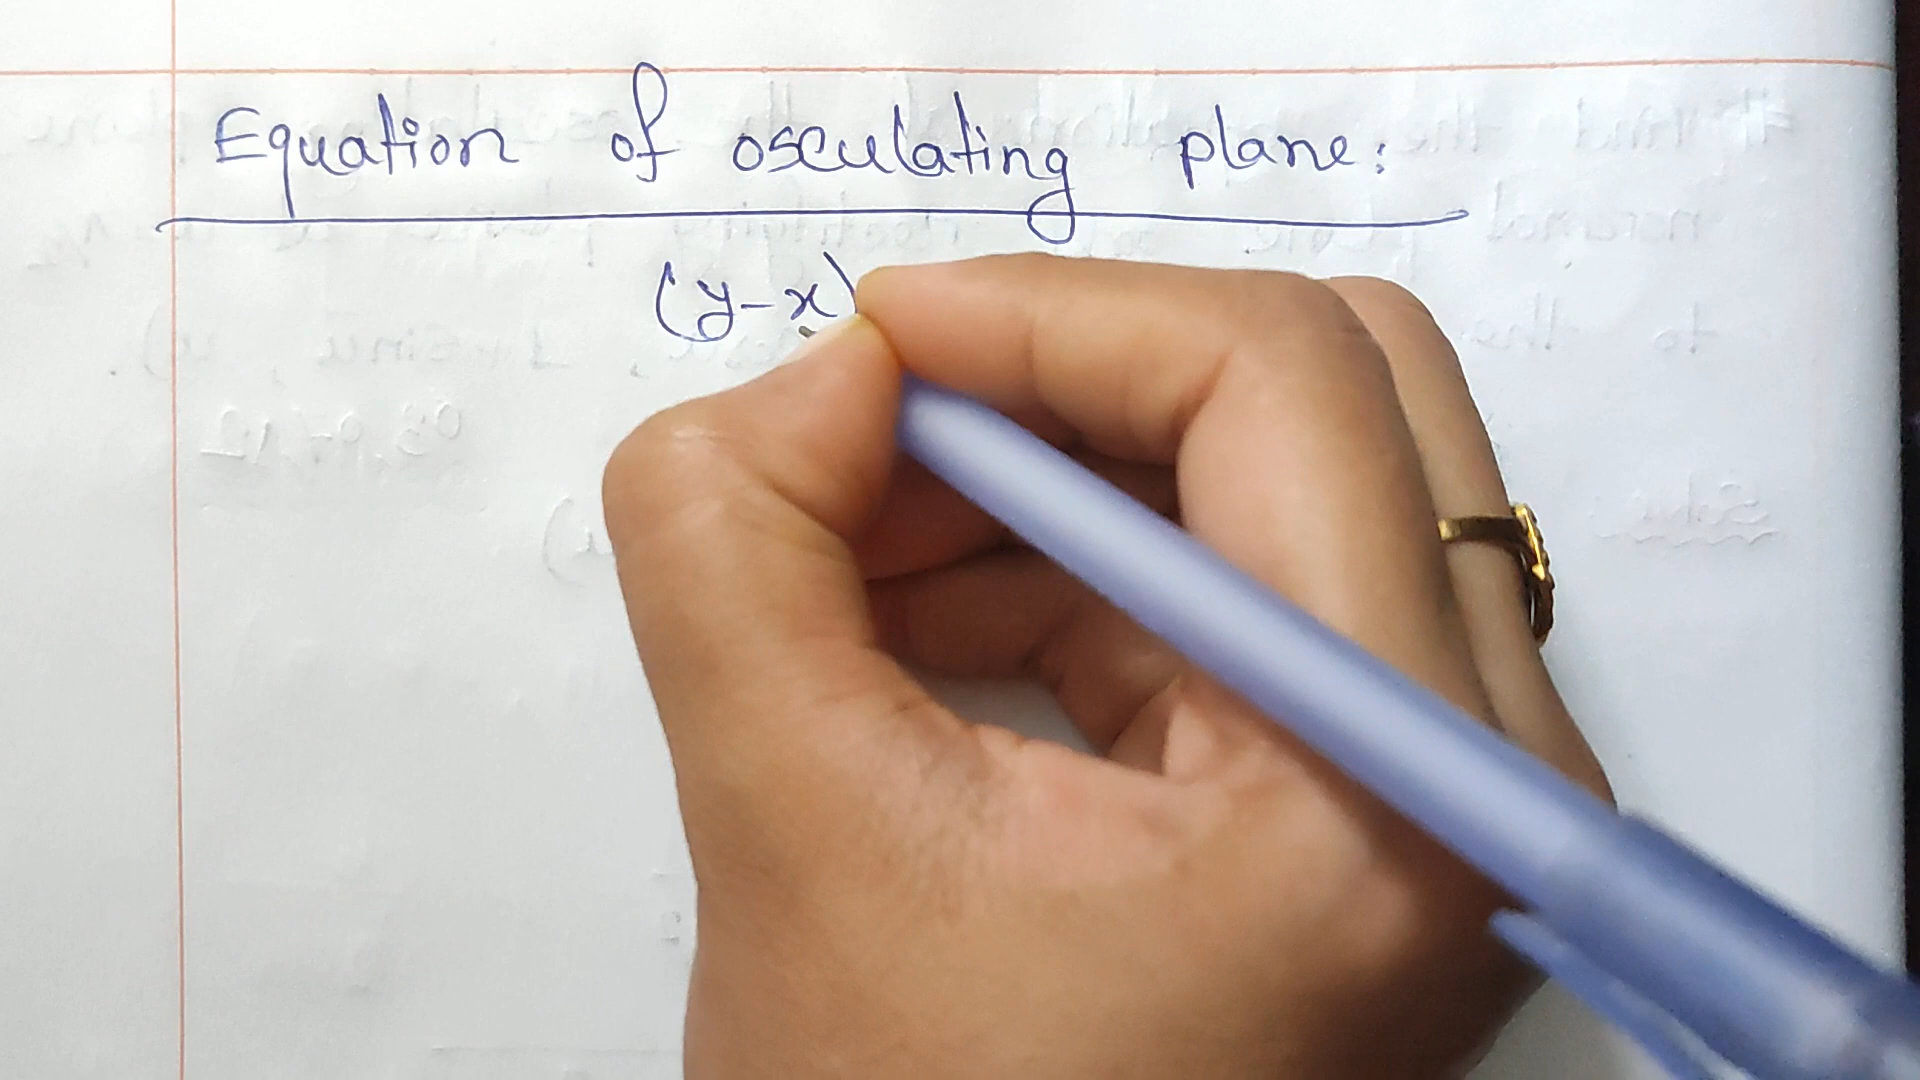 Equation of osculating plane:
(y-x)